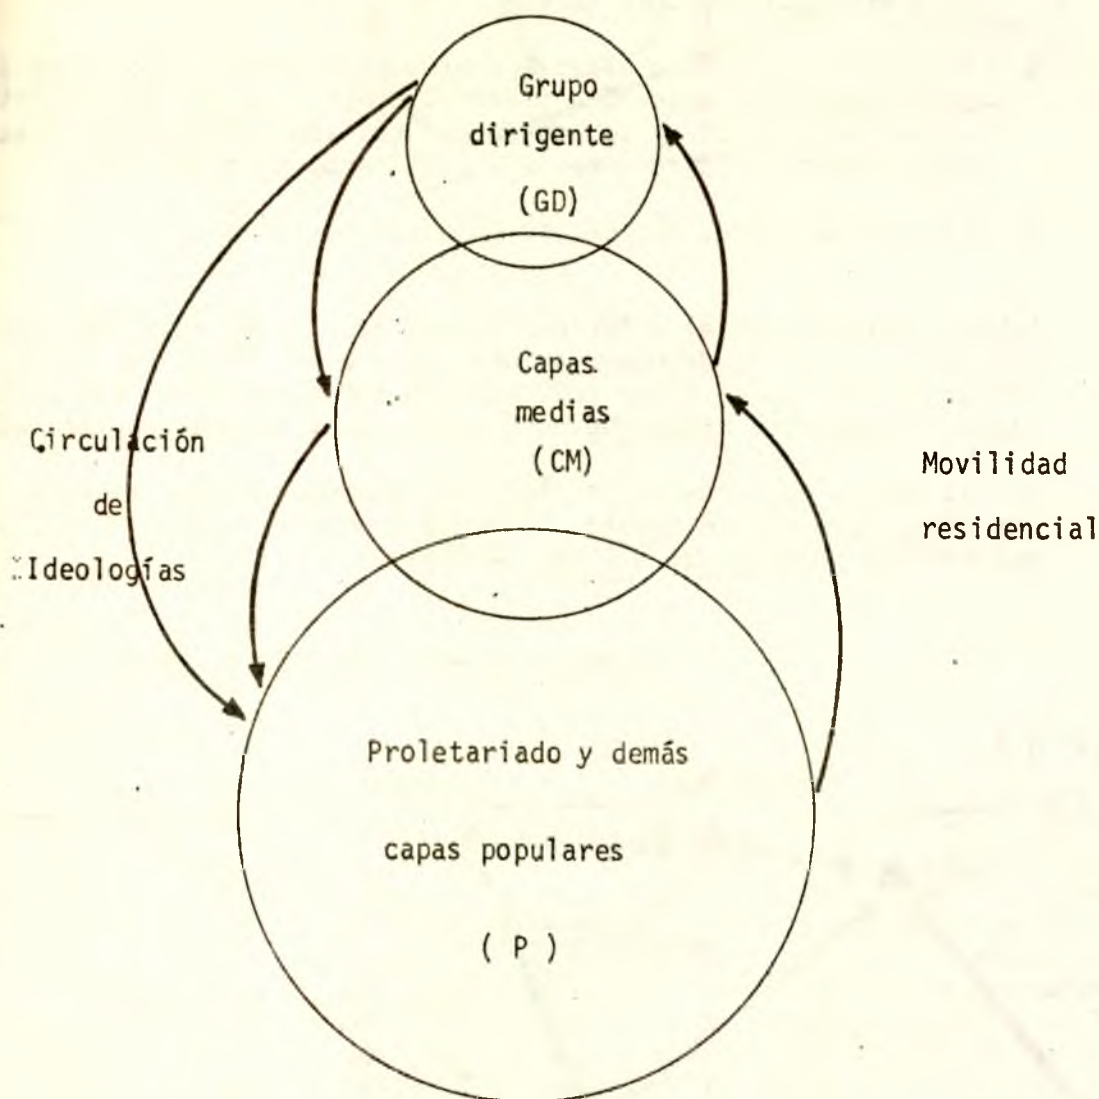 Grupo
dirigente
(GD)
Capas
medias
(CM)
Circulación
de
Ideologías
Movilidad
residencial
Proletariado y demás
capas populares
( P )